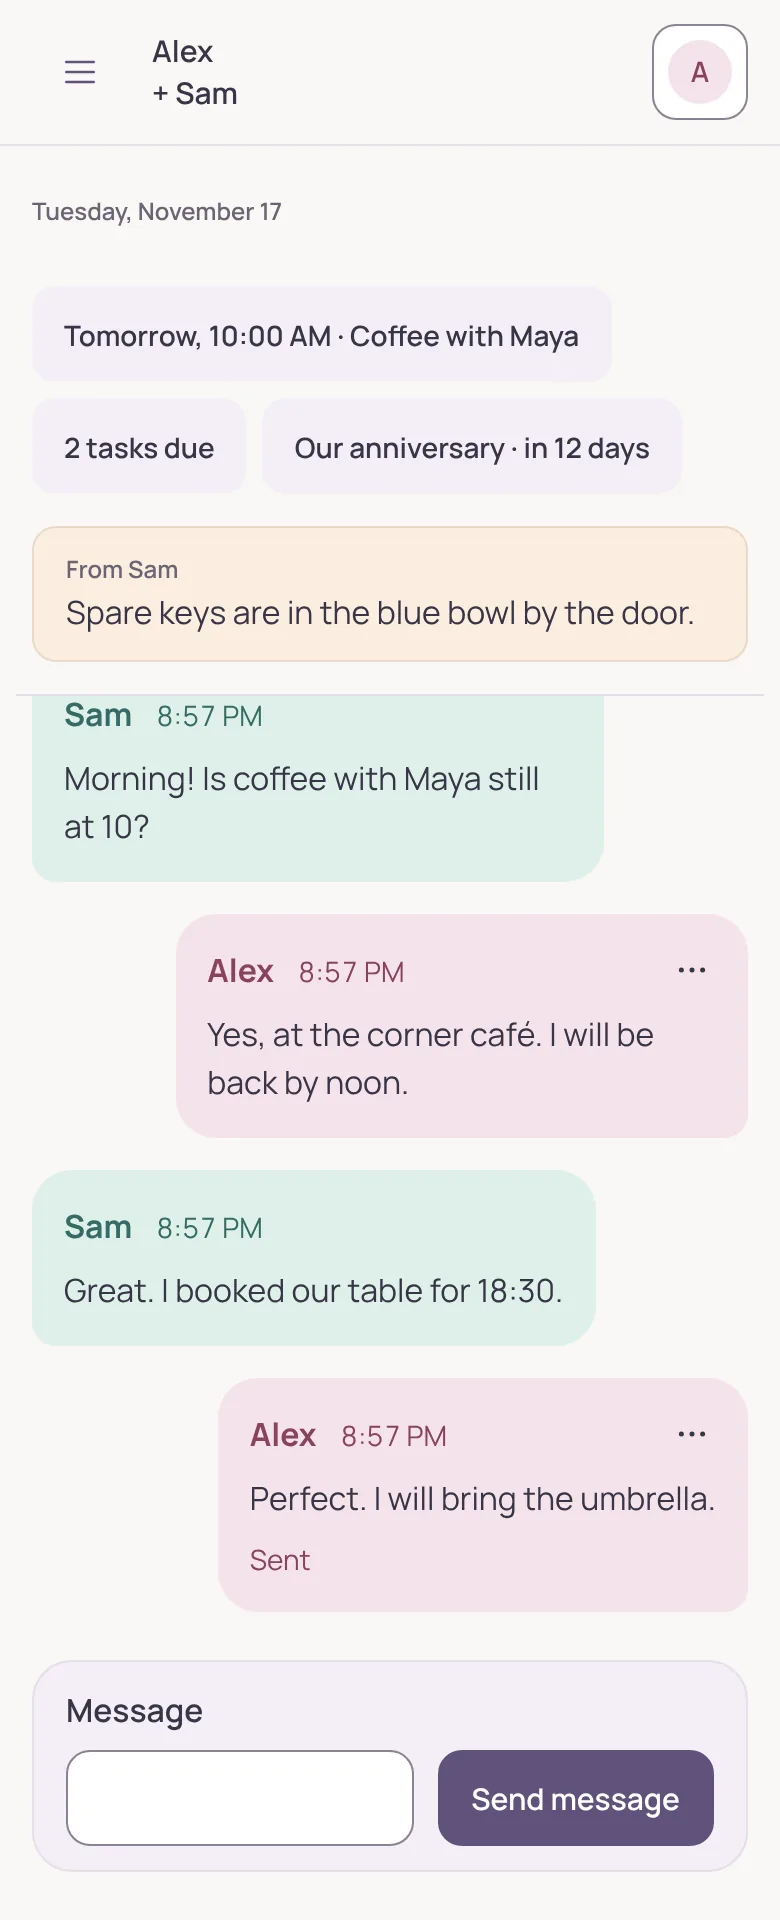 Alex
+ Sam
A
Tuesday, November 17
Tomorrow, 10:00 AM · Coffee with Maya
2 tasks due
Our anniversary · in 12 days
From Sam
Spare keys are in the blue bowl by the door.
Sam 8:57 PM
Morning! Is coffee with Maya still
at 10?
Alex 8:57 PM
Yes, at the corner café. I will be
back by noon.
Sam 8:57 PM
Great. I booked our table for 18:30.
Alex 8:57 PM
Perfect. I will bring the umbrella.
Sent
Message
Send message